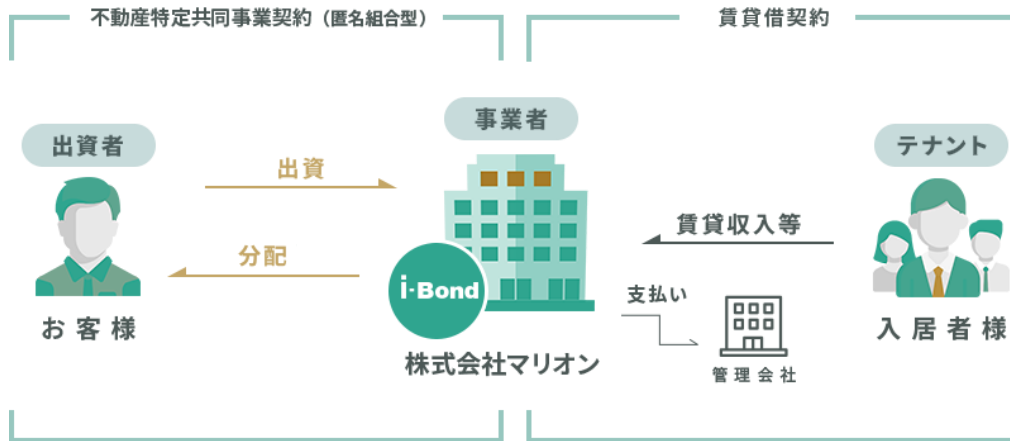 不動産特定共同事業契約（匿名組合型）
賃貸借契約
出資者
事業者
テナント
出資
分配
賃貸収入等
i-Bond
支払い
お客様
株式会社マリオン
管理会社
入居者様